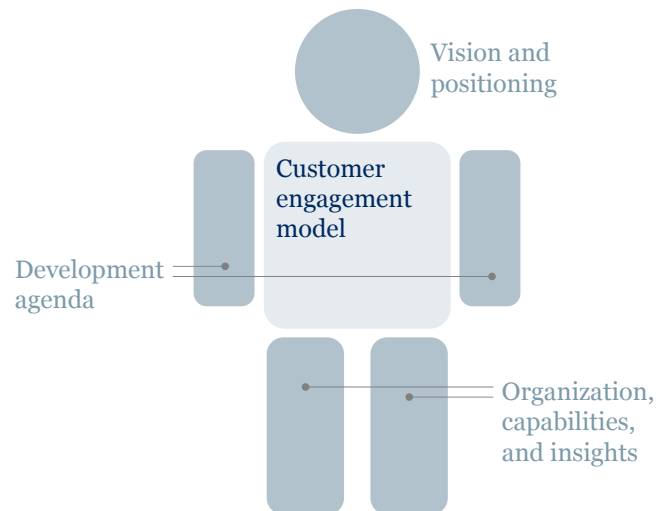 Vision and
positioning
Customer
engagement
model
Development
agenda
Organization,
capabilities,
and insights